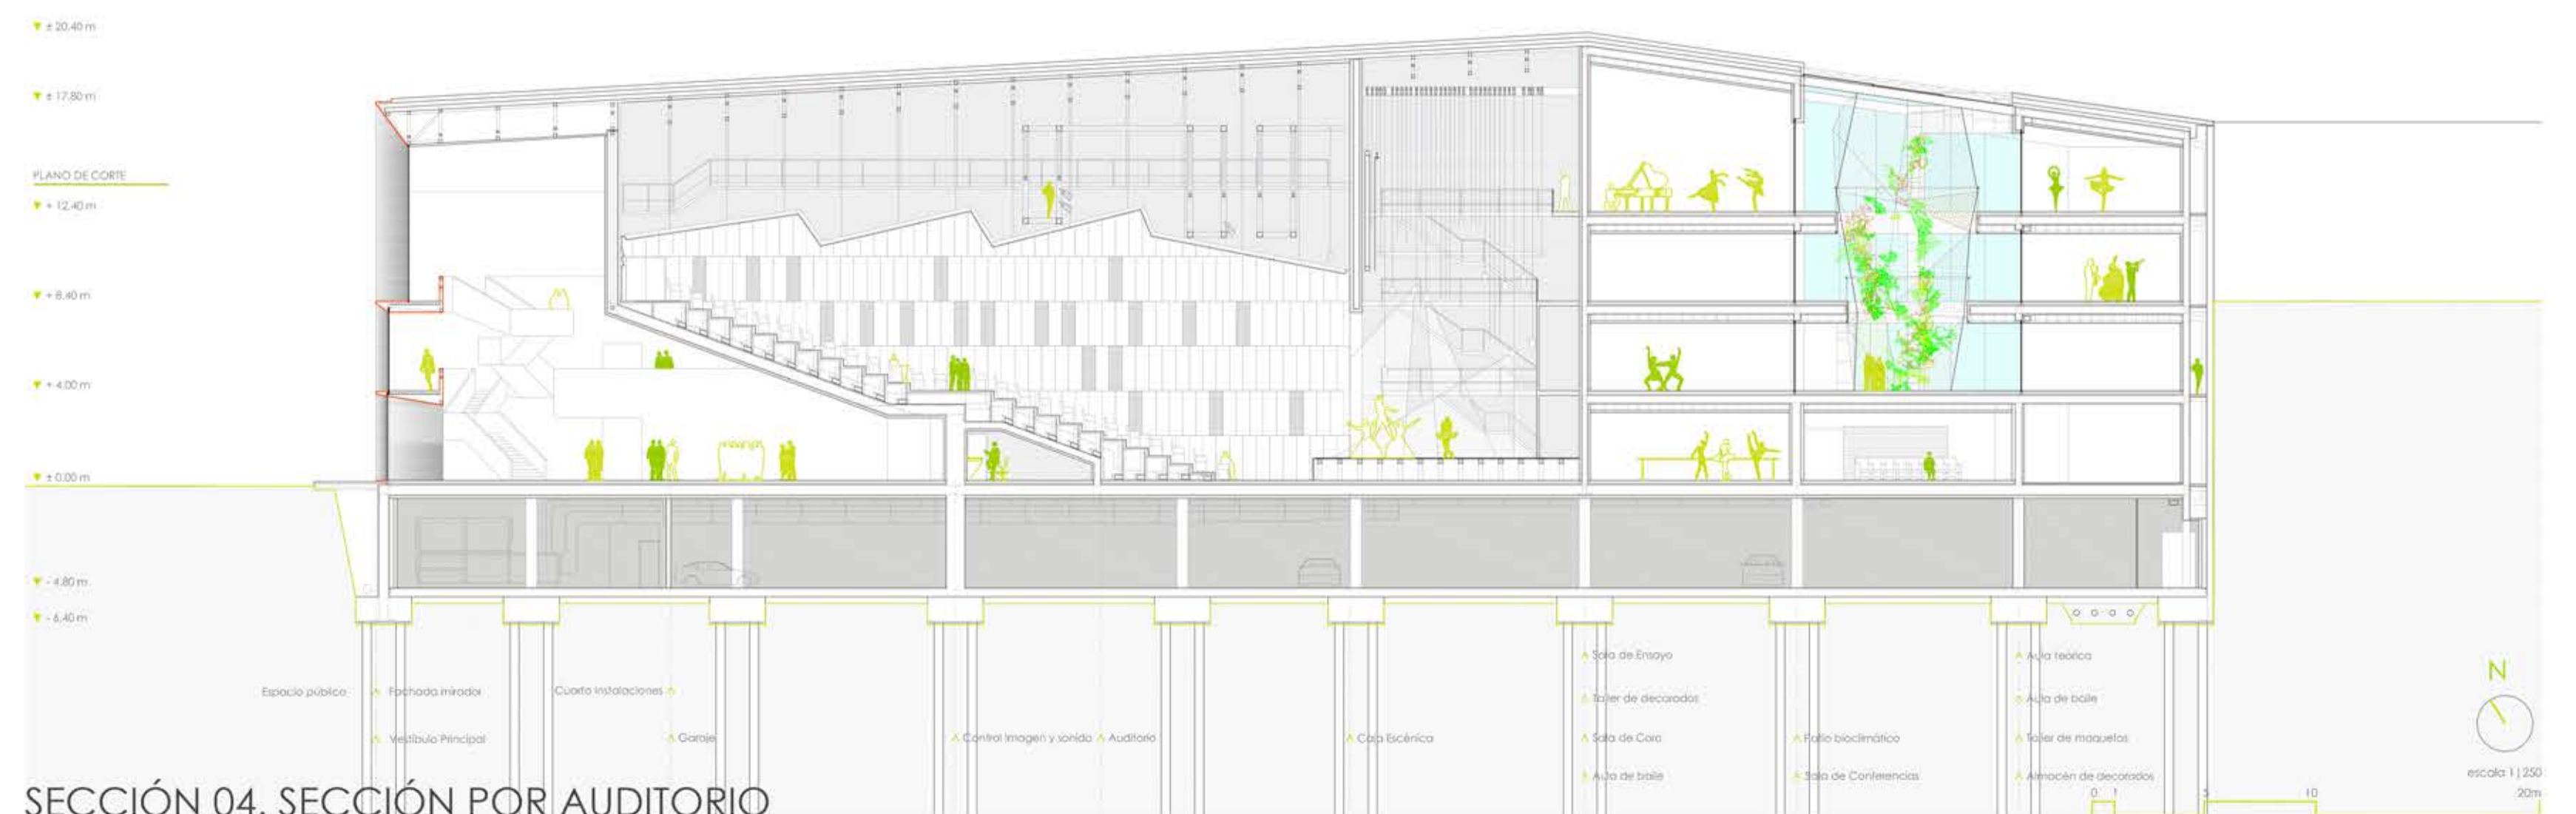 ± 20.40 m
± 17.80 m
PLANO DE CORTE
+ 12.40 m
+ 8.40 m
+ 4.00 m
± 0.00 m
- 4.80 m
- 6.40 m
Sala de Ensayo
Aula teórica
Espacio público
Fachada mirador
Cuarto Instalaciones
Taller de decorados
Aula de baile
Vestíbulo Principal
Garaje
Control Imagen y sonido
Auditorio
Caja Escénica
Sala de Coro
Patio bioclimático
Taller de maquetas
Aula de baile
Sala de Conferencias
Almacén de decorados
N
escala 1|250
0 1 5 10 20m
SECCIÓN 04. SECCIÓN POR AUDITORIO